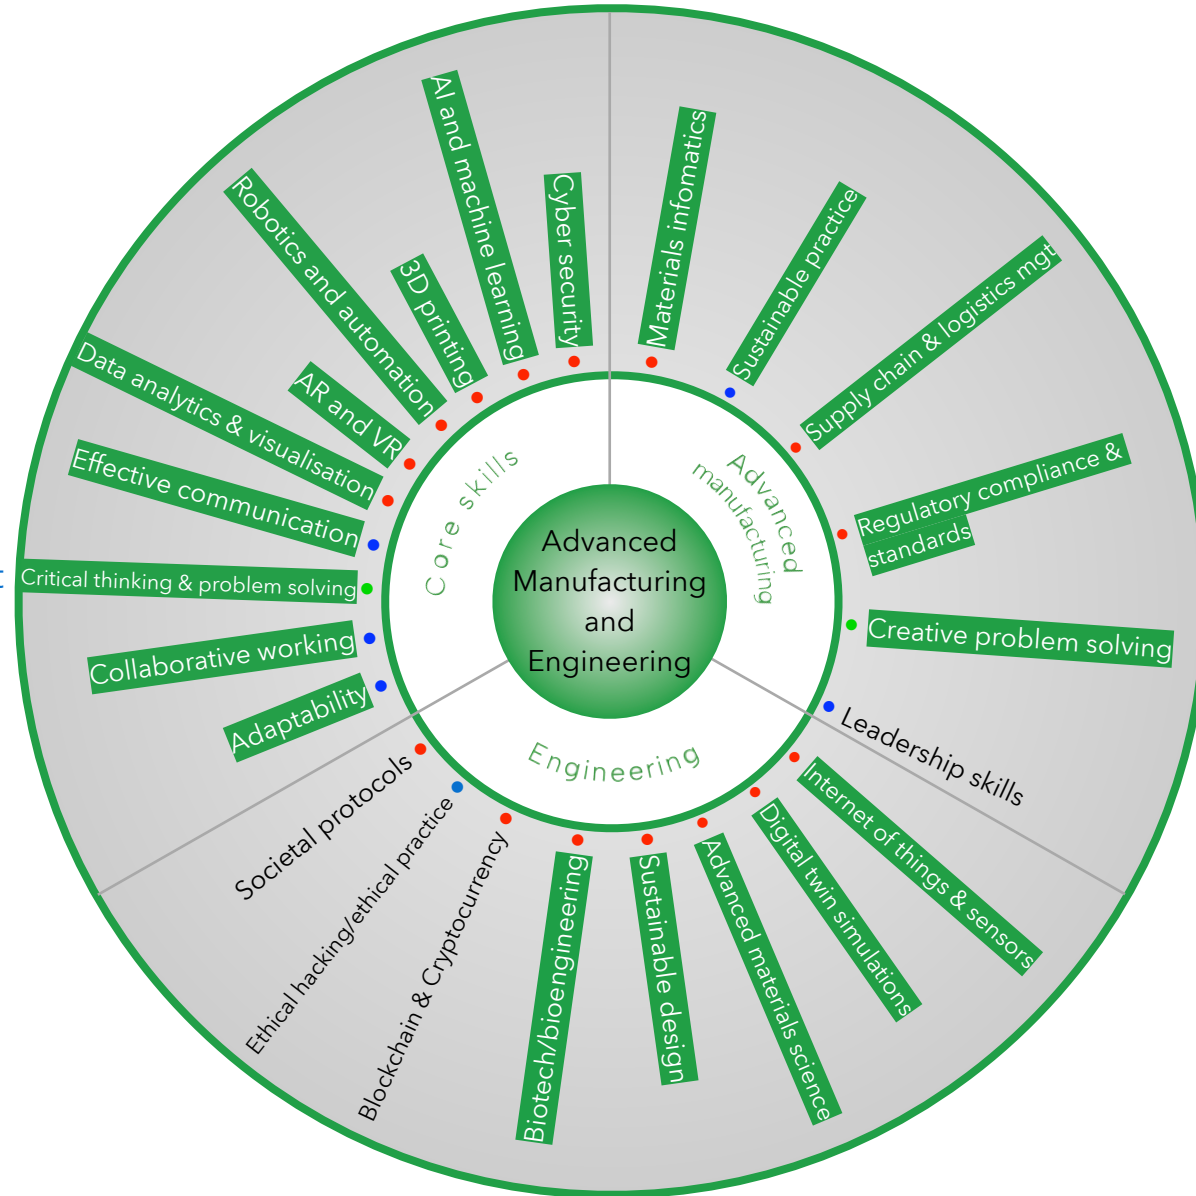 Advanced
Manufacturing
and
Engineering
Core skills
Advanced
manufacturing
Engineering
Materials infomatics
Sustainable practice
Supply chain & logistics mgt
Regulatory compliance &
standards
Creative problem solving
Leadership skills
Internet of things & sensors
Digital twin simulations
Advanced materials science
Sustainable design
Biotech/bioengineering
Blockchain & Cryptocurrency
Ethical hacking/ethical practice
Societal protocols
Adaptability
Collaborative working
Critical thinking & problem solving
Effective communication
Data analytics & visualisation
AR and VR
Robotics and automation
3D printing
AI and machine learning
Cyber security